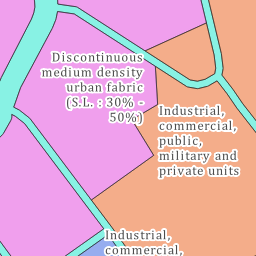 Discontinuous
medium density
urban fabric
(S.L. : 30% -
50%)
Industrial,
commercial,
public,
military and
private units
Industrial,
commercial,